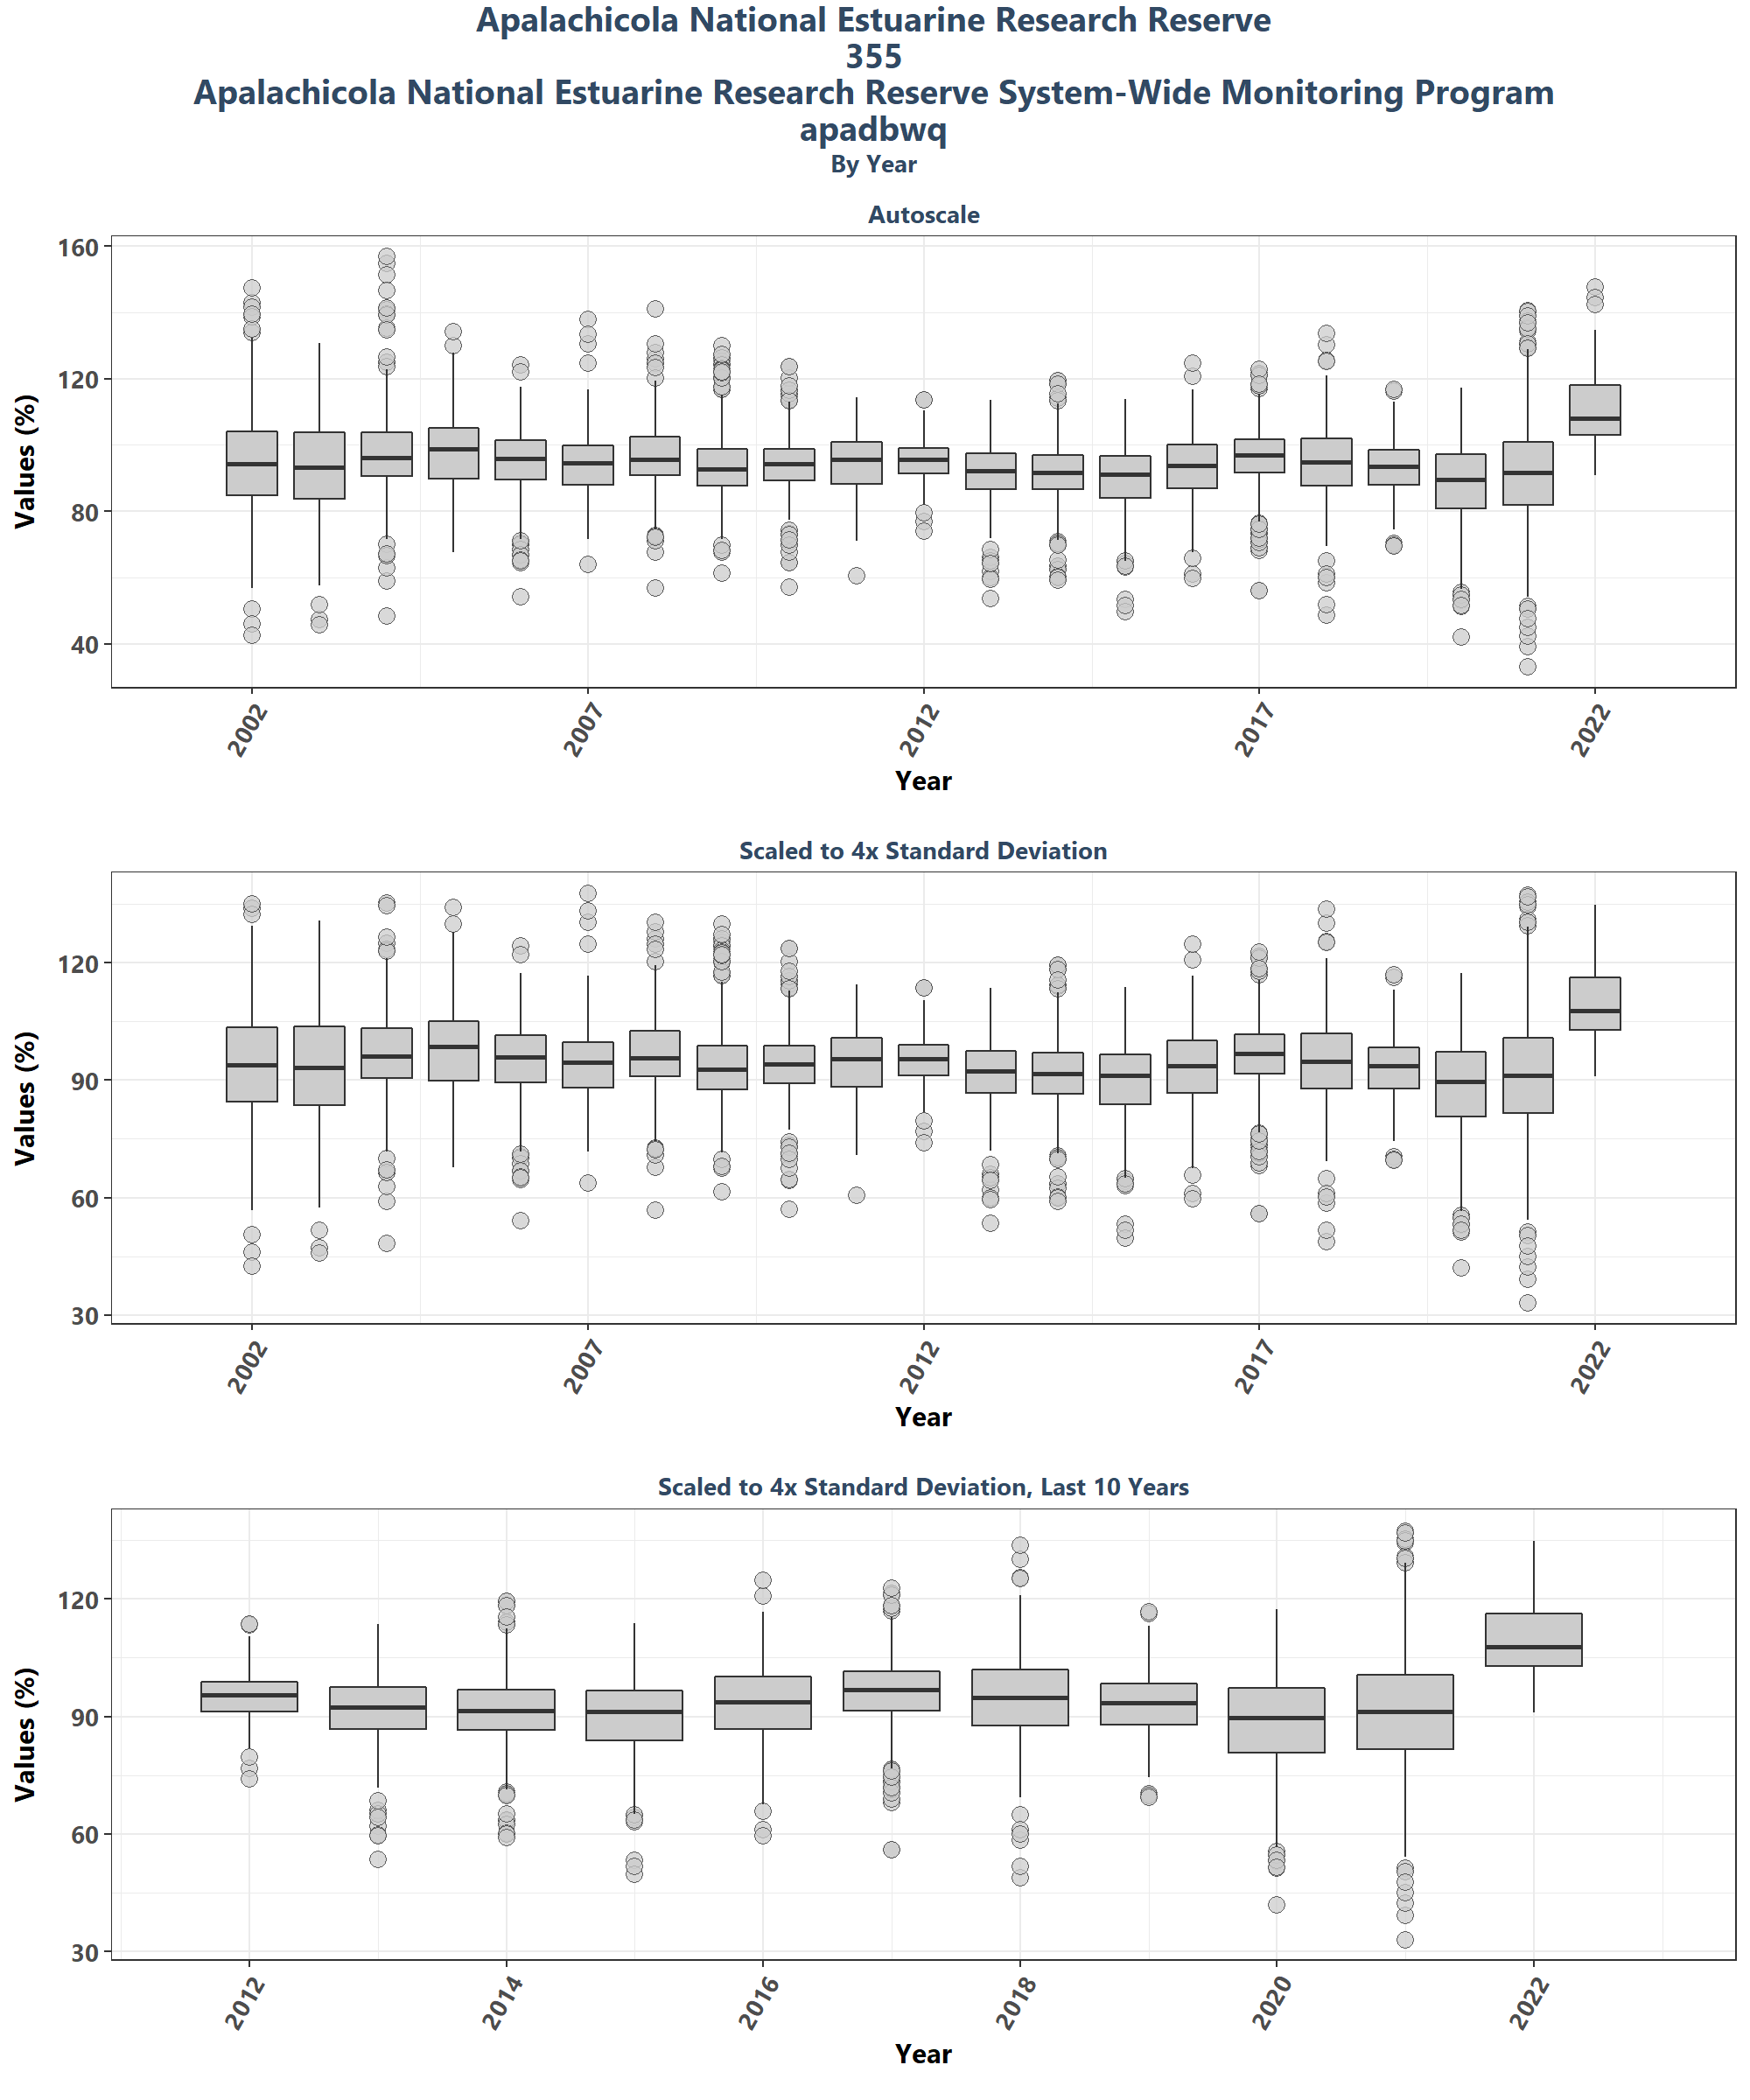 Apalachicola National Estuarine Research Reserve
355
Apalachicola National Estuarine Research Reserve System-Wide Monitoring Program
apadbwq
By Year
Autoscale
Values (%)
160
120
80
40
2002
2007
2012
2017
2022
Year
Scaled to 4x Standard Deviation
Values (%)
120
90
60
30
2002
2007
2012
2017
2022
Year
Scaled to 4x Standard Deviation, Last 10 Years
Values (%)
120
90
60
30
2012
2014
2016
2018
2020
2022
Year